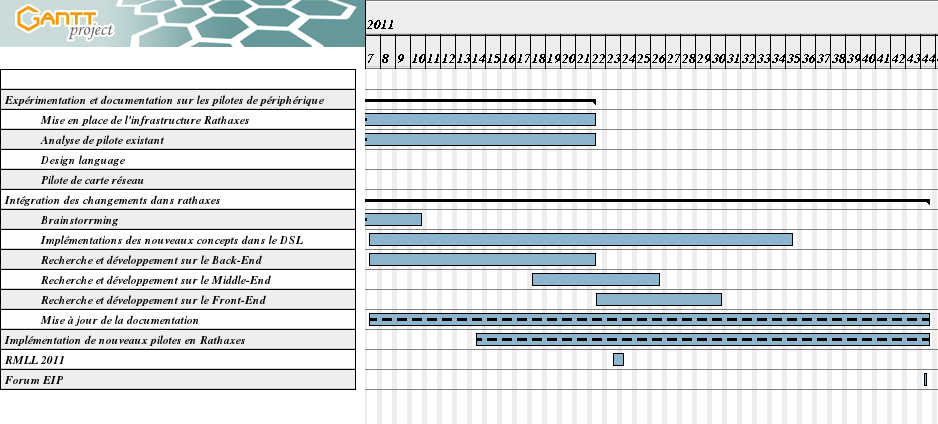 GANTT
project
2011
7 8 9 10 11 12 13 14 15 16 17 18 19 20 21 22 23 24 25 26 27 28 29 30 31 32 33 34 35 36 37 38 39 40 41 42 43 44
Expérimentation et documentation sur les pilotes de périphérique
Mise en place de l'infrastructure Rathaxes
Analyse de pilote existant
Design language
Pilote de carte réseau
Intégration des changements dans rathaxes
Brainstorrming
Implémentations des nouveaux concepts dans le DSL
Recherche et développement sur le Back-End
Recherche et développement sur le Middle-End
Recherche et développement sur le Front-End
Mise à jour de la documentation
Implémentation de nouveaux pilotes en Rathaxes
RMLL 2011
Forum EIP